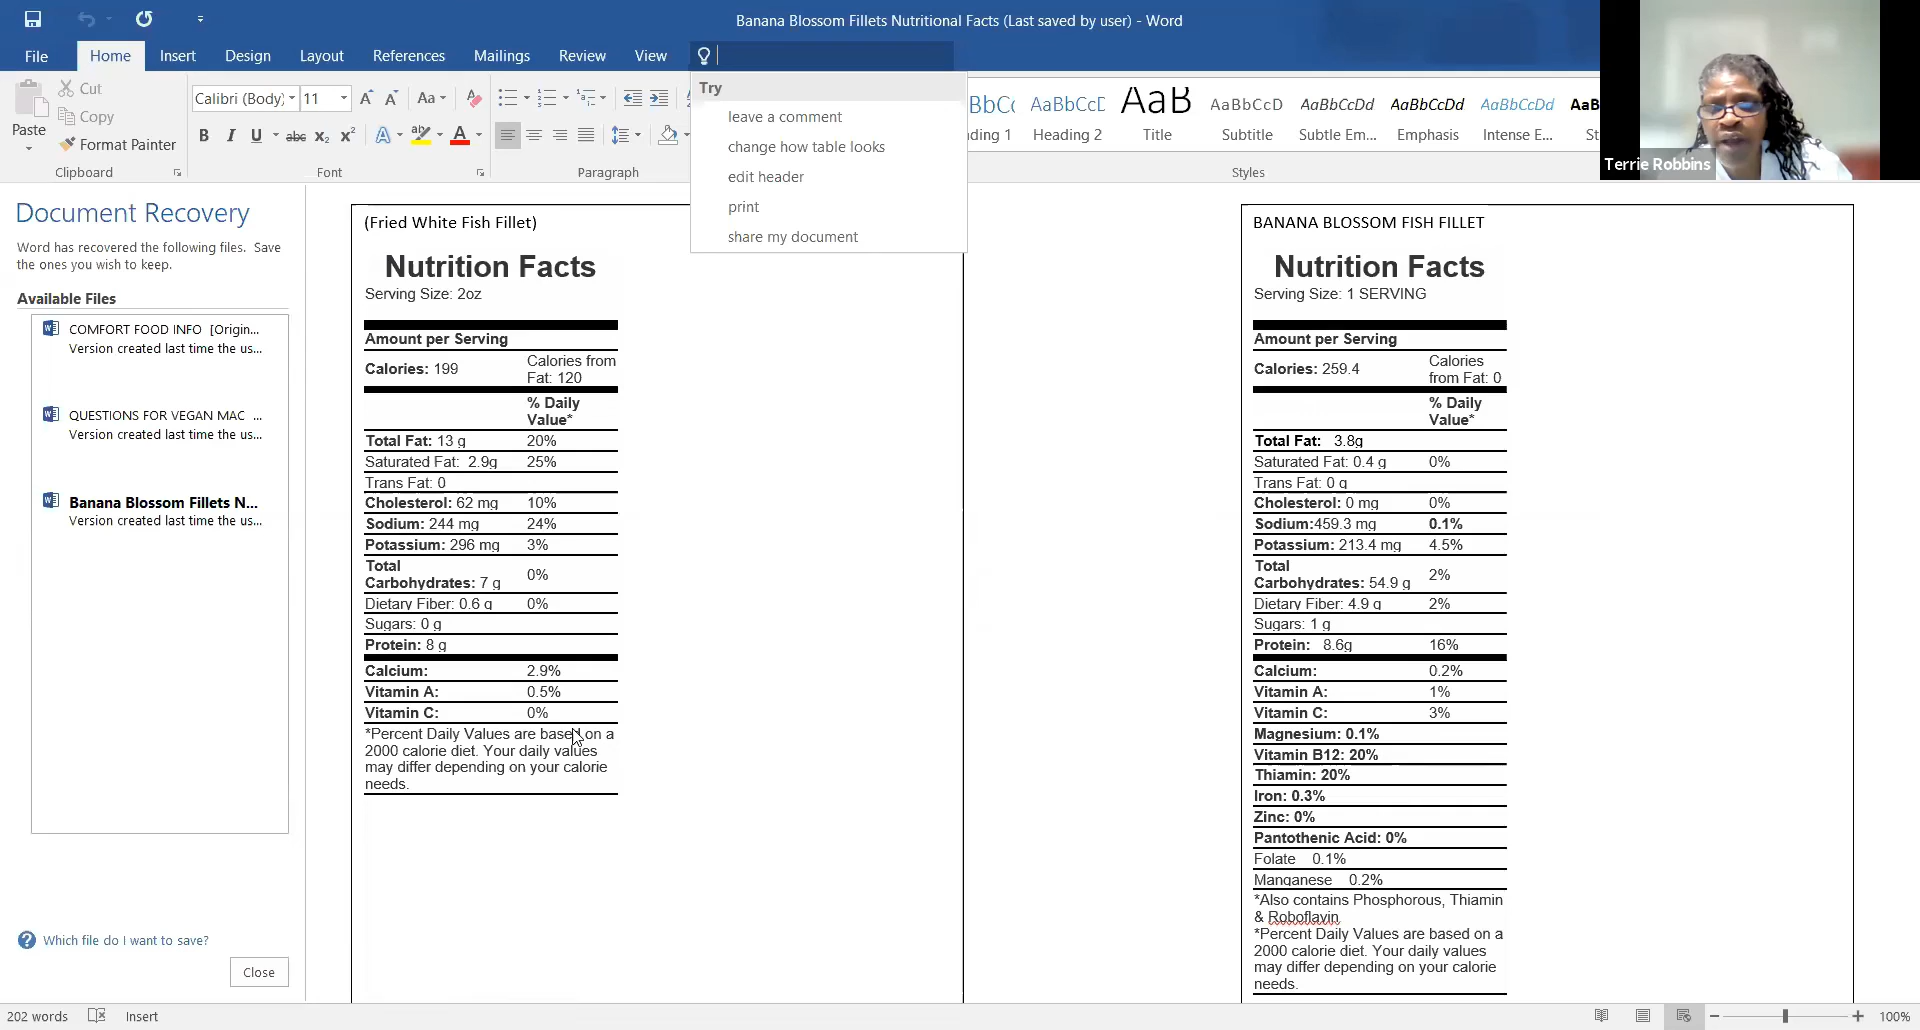 Banana Blossom Fillets Nutritional Facts (Last saved by user) - Word
File Home Insert Design Layout References Mailings Review View
Cut
Copy
Format Painter
Paste
Clipboard
Calibri (Body) 11 Aa
B I U abc x₂ x² A A
Font
Paragraph
Try
leave a comment
change how table looks
edit header
print
share my document
AaBbCcDc AaB AaBbCcD AaBbCcDd AaBbCcDd AaBbCcDd
Heading 2 Title Subtitle Subtle Em... Emphasis Intense E...
Styles
Terrie Robbins
Document Recovery
Word has recovered the following files. Save
the ones you wish to keep.
Available Files
COMFORT FOOD INFO [Origin...
Version created last time the us...
QUESTIONS FOR VEGAN MAC ...
Version created last time the us...
Banana Blossom Fillets N...
Version created last time the us...
Which file do I want to save?
Close
(Fried White Fish Fillet)
Nutrition Facts
Serving Size: 2oz
Amount per Serving
Calories: 199 Calories from
Fat: 120
% Daily
Value*
Total Fat: 13 g 20%
Saturated Fat: 2.9g 25%
Trans Fat: 0
Cholesterol: 62 mg 10%
Sodium: 244 mg 24%
Potassium: 296 mg 3%
Total
Carbohydrates: 7 g 0%
Dietary Fiber: 0.6 g 0%
Sugars: 0 g
Protein: 8 g
Calcium: 2.9%
Vitamin A: 0.5%
Vitamin C: 0%
*Percent Daily Values are based on a
2000 calorie diet. Your daily values
may differ depending on your calorie
needs.
BANANA BLOSSOM FISH FILLET
Nutrition Facts
Serving Size: 1 SERVING
Amount per Serving
Calories: 259.4 Calories
from Fat: 0
% Daily
Value*
Total Fat: 3.8g
Saturated Fat: 0.4 g 0%
Trans Fat: 0 g
Cholesterol: 0 mg 0%
Sodium:459.3 mg 0.1%
Potassium: 213.4 mg 4.5%
Total
Carbohydrates: 54.9 g 2%
Dietary Fiber: 4.9 g 2%
Sugars: 1 g
Protein: 8.6g 16%
Calcium: 0.2%
Vitamin A: 1%
Vitamin C: 3%
Magnesium: 0.1%
Vitamin B12: 20%
Thiamin: 20%
Iron: 0.3%
Zinc: 0%
Pantothenic Acid: 0%
Folate 0.1%
Manganese 0.2%
*Also contains Phosphorous, Thiamin
& Roboflavin
*Percent Daily Values are based on a
2000 calorie diet. Your daily values
may differ depending on your calorie
needs.
202 words Insert 100%